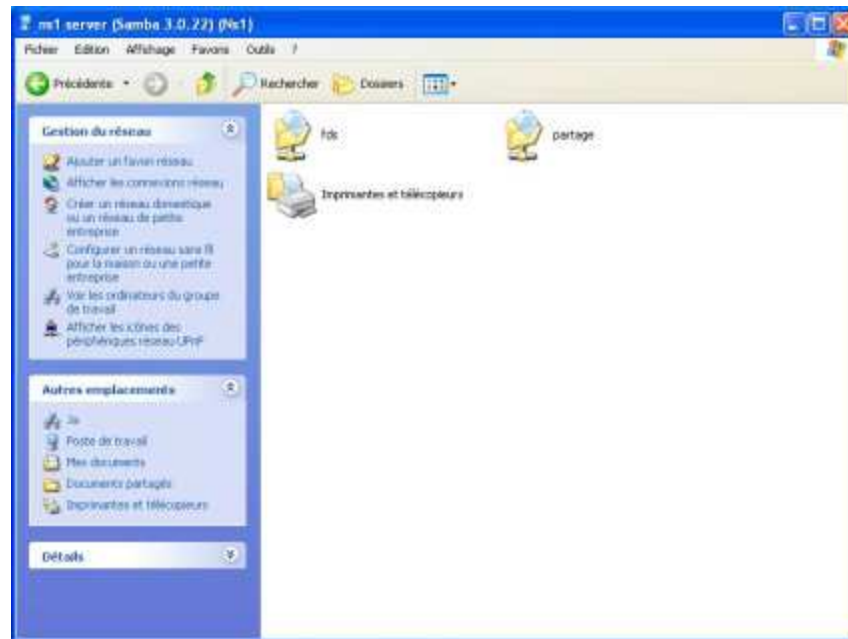 ns1 server (Samba 3.0.22) (Ns1)
Fichier Edition Affichage Favoris Outils ?
Précédente Rechercher Dossiers
Gestion du réseau
Ajouter un favori réseau
Afficher les connexions réseau
Créer un réseau domestique
ou un réseau de petite
entreprise
Configurer un réseau sans fil
pour la maison ou une petite
entreprise
Voir les ordinateurs du groupe
de travail
Afficher les icônes des
périphériques réseau UPnP
Autres emplacements
Poste de travail
Mes documents
Documents partagés
Imprimantes et télécopieurs
Détails
fds
partage
Imprimantes et télécopieurs